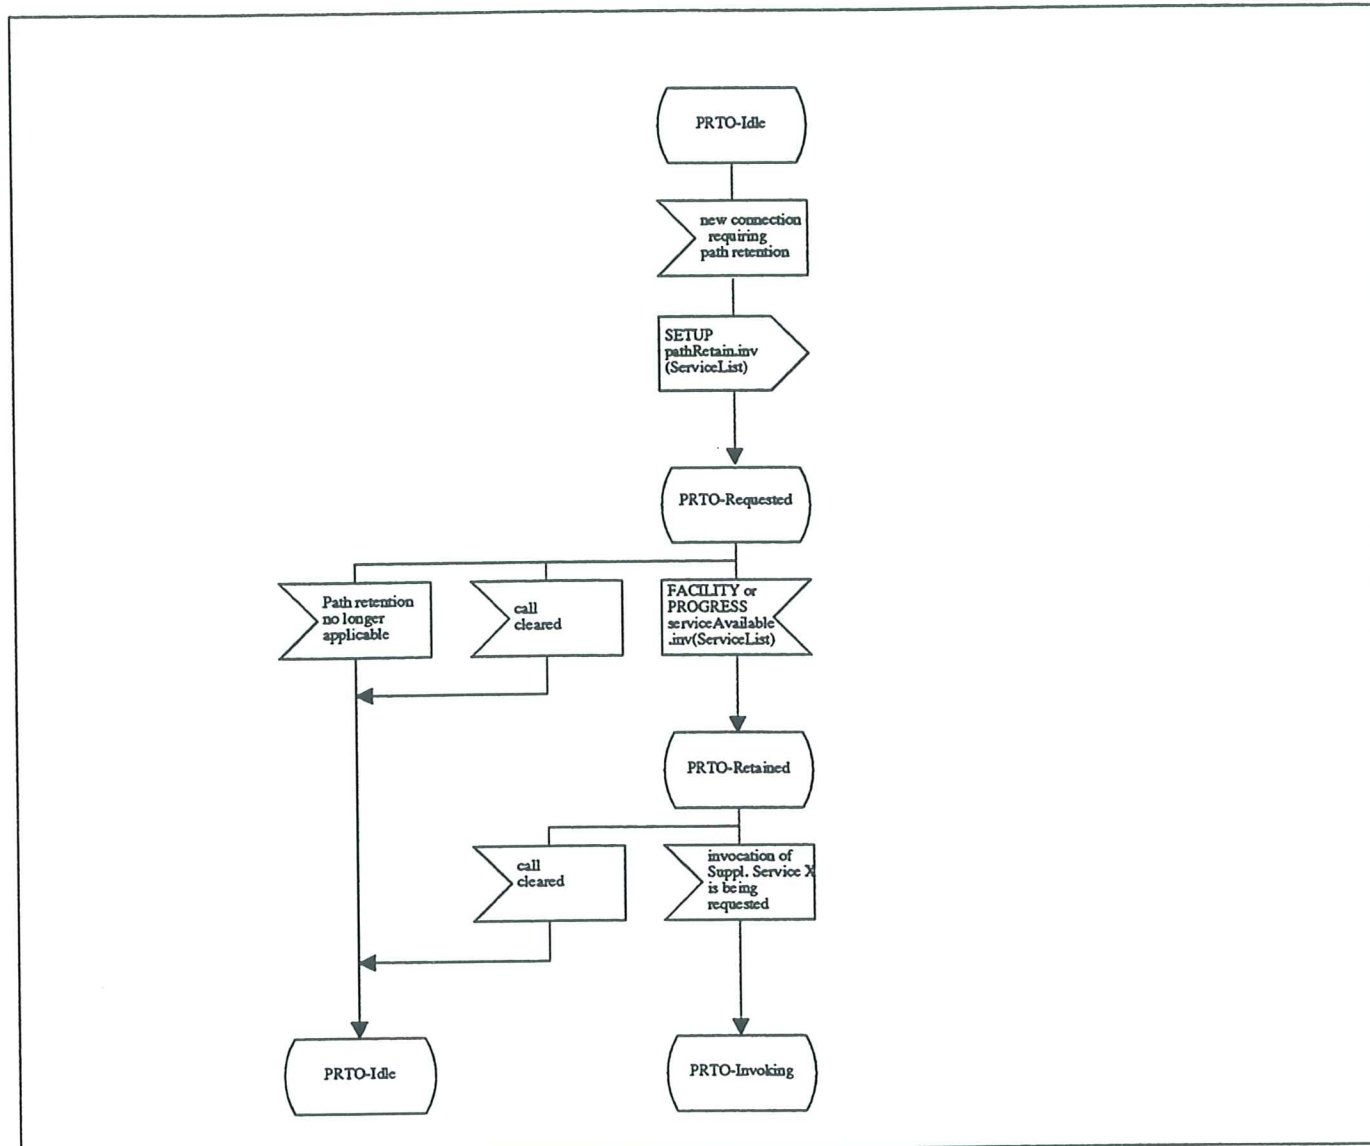 PRTO-Idle
new connection
requiring
path retention
SETUP
pathRetain.inv
(ServiceList)
PRTO-Requested
Path retention
no longer
applicable
call
cleared
FACILITY or
PROGRESS
serviceAvailable
.inv(ServiceList)
PRTO-Retained
call
cleared
invocation of
Suppl. Service X
is being
requested
PRTO-Idle
PRTO-Invoking